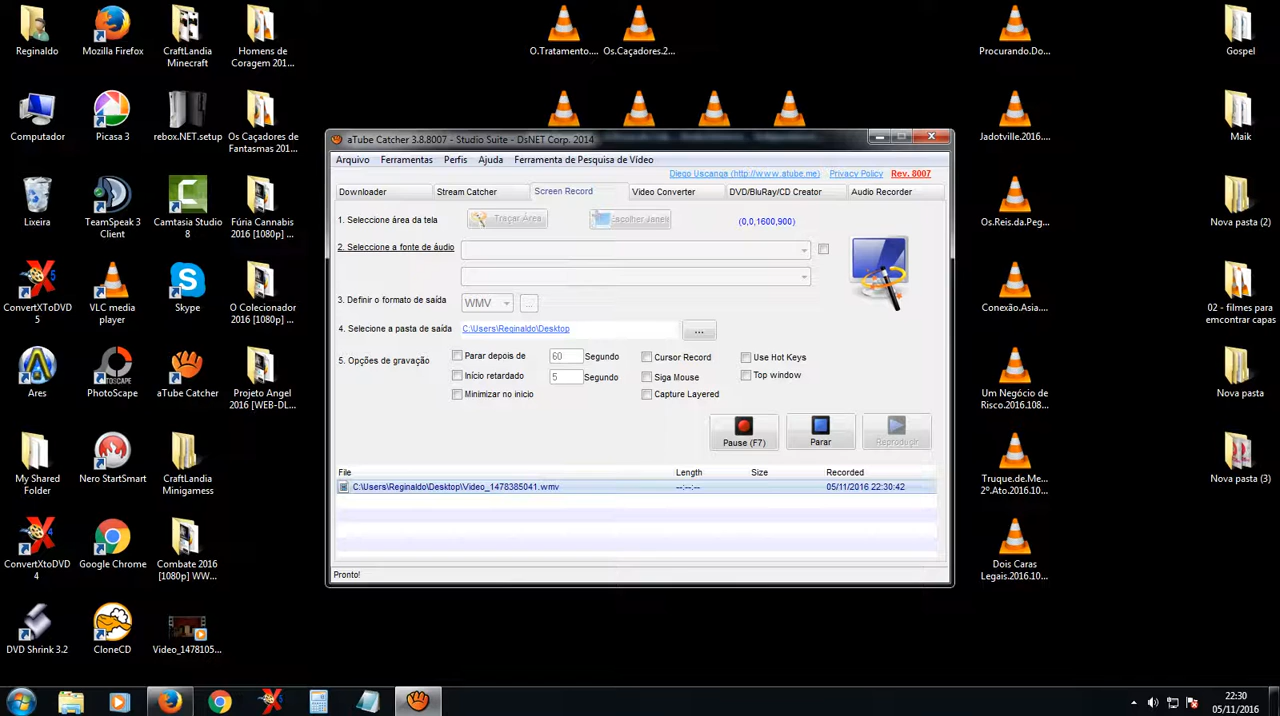 Reginaldo
Mozilla Firefox
CraftLandia
Minecraft
Homens de
Coragem 201...
O.Tratamento....
Os.Caçadores.2...
Procurando.Do...
Gospel
Computador
Picasa 3
rebox.NET.setup
Os Caçadores de
Fantasmas 201...
Jadotville.2016....
Maik
Lixeira
TeamSpeak 3
Client
Camtasia Studio
8
Fúria Cannabis
2016 [1080p] ...
Os.Reis.da.Peg...
Nova pasta (2)
ConvertXToDVD
5
VLC media
player
Skype
O Colecionador
2016 [1080p] ...
Conexão.Asia....
02 - filmes para
emcontrar capas
Ares
PhotoScape
aTube Catcher
Projeto Angel
2016 [WEB-DL...
Um Negócio de
Risco.2016.108...
Nova pasta
My Shared
Folder
Nero StartSmart
CraftLandia
Minigamess
Truque.de.Me...
2º.Ato.2016.10...
Nova pasta (3)
ConvertXtoDVD
4
Google Chrome
Combate 2016
[1080p] WW...
Dois Caras
Legais.2016.10...
DVD Shrink 3.2
CloneCD
Video_1478105...
aTube Catcher 3.8.8007 - Studio Suite - DsNET Corp. 2014
Arquivo Ferramentas Perfis Ajuda Ferramenta de Pesquisa de Vídeo
Diego Uscanga (http://www.atube.me) Privacy Policy Rev. 8007
Downloader Stream Catcher Screen Record Video Converter DVD/BluRay/CD Creator Audio Recorder
1. Seleccione área da tela Traçar Área Escolher Janela (0,0,1600,900)
2. Seleccione a fonte de áudio
3. Definir o formato de saída WMV ...
4. Selecione a pasta de saída C:\Users\Reginaldo\Desktop ...
5. Opções de gravação Parar depois de 60 Segundo Cursor Record Use Hot Keys
Início retardado 5 Segundo Siga Mouse Top window
Minimizar no inicio Capture Layered
Pause (F7) Parar Reproduzir
File Length Size Recorded
C:\Users\Reginaldo\Desktop\Video_1478385041.wmv --:--:-- 05/11/2016 22:30:42
Pronto!
22:30
05/11/2016